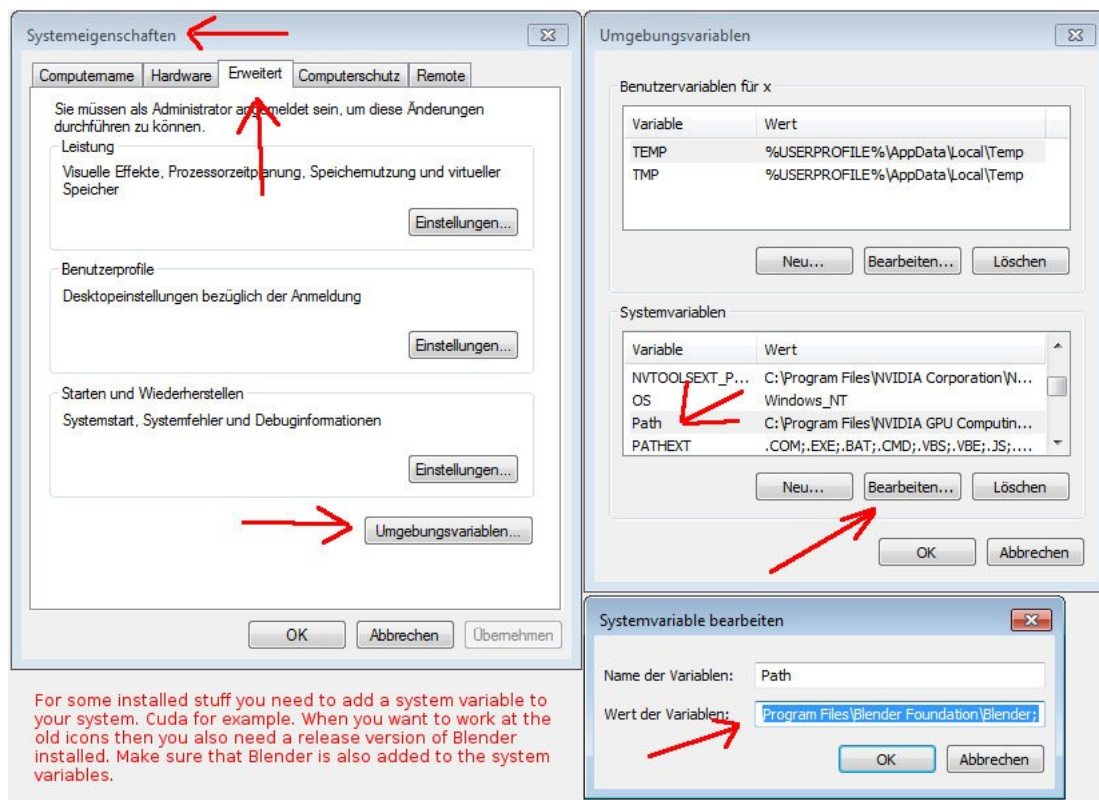 Systemeigenschaften
Computername Hardware Erweitert Computerschutz Remote
Sie müssen als Administrator angemeldet sein, um diese Änderungen
durchführen zu können.
Leistung
Visuelle Effekte, Prozessorzeitplanung, Speichernutzung und virtueller
Speicher
Einstellungen...
Benutzerprofile
Desktopeinstellungen bezüglich der Anmeldung
Einstellungen...
Starten und Wiederherstellen
Systemstart, Systemfehler und Debuginformationen
Einstellungen...
Umgebungsvariablen...
OK Abbrechen Übernehmen
For some installed stuff you need to add a system variable to
your system. Cuda for example. When you want to work at the
old icons then you also need a release version of Blender
installed. Make sure that Blender is also added to the system
variables.
Umgebungsvariablen
Benutzervariablen für x
Variable Wert
TEMP %USERPROFILE%\AppData\Local\Temp
TMP %USERPROFILE%\AppData\Local\Temp
Neu... Bearbeiten... Löschen
Systemvariablen
Variable Wert
NVTOOLSEXT_P... C:\Program Files\NVIDIA Corporation\N...
OS Windows_NT
Path C:\Program Files\NVIDIA GPU Computin...
PATHEXT .COM;.EXE;.BAT;.CMD;.VBS;.VBE;.JS;....
Neu... Bearbeiten... Löschen
OK Abbrechen
Systemvariable bearbeiten
Name der Variablen: Path
Wert der Variablen: Program Files\Blender Foundation\Blender;
OK Abbrechen